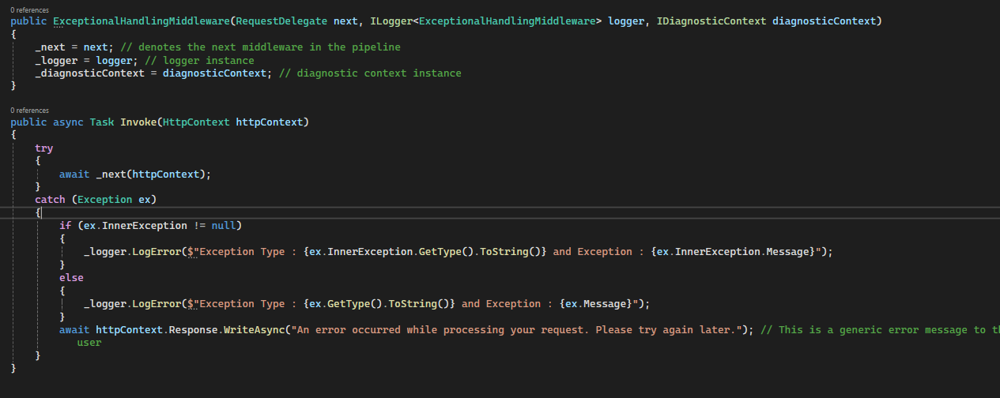 0 references
public ExceptionalHandlingMiddleware(RequestDelegate next, ILogger<ExceptionalHandlingMiddleware> logger, IDiagnosticContext diagnosticContext)
{
_next = next; // denotes the next middleware in the pipeline
_logger = logger; // logger instance
_diagnosticContext = diagnosticContext; // diagnostic context instance
}
0 references
public async Task Invoke(HttpContext httpContext)
{
try
{
await _next(httpContext);
}
catch (Exception ex)
{
if (ex.InnerException != null)
{
_logger.LogError($"Exception Type : {ex.InnerException.GetType().ToString()} and Exception : {ex.InnerException.Message}");
}
else
{
_logger.LogError($"Exception Type : {ex.GetType().ToString()} and Exception : {ex.Message}");
}
await httpContext.Response.WriteAsync("An error occurred while processing your request. Please try again later."); // This is a generic error message to
user
}
}